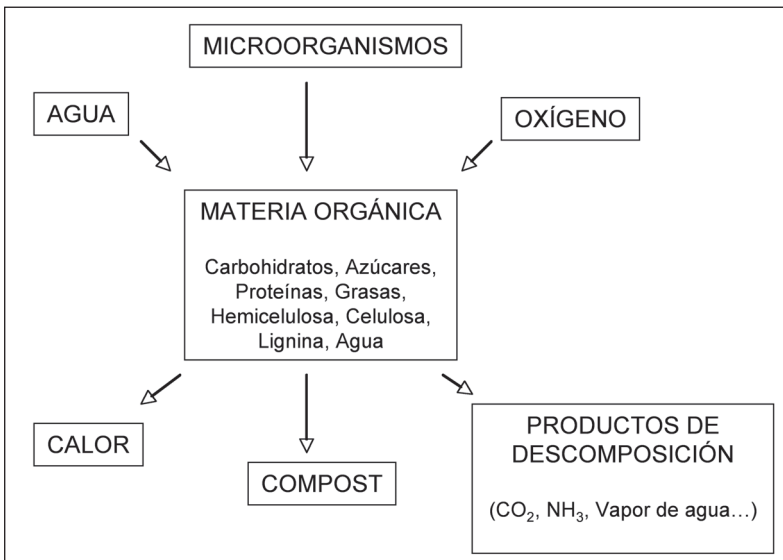 MICROORGANISMOS
AGUA
OXÍGENO
MATERIA ORGÁNICA
Carbohidratos, Azúcares,
Proteínas, Grasas,
Hemicelulosa, Celulosa,
Lignina, Agua
CALOR
COMPOST
PRODUCTOS DE
DESCOMPOSICIÓN
(CO₂, NH₃, Vapor de agua…)